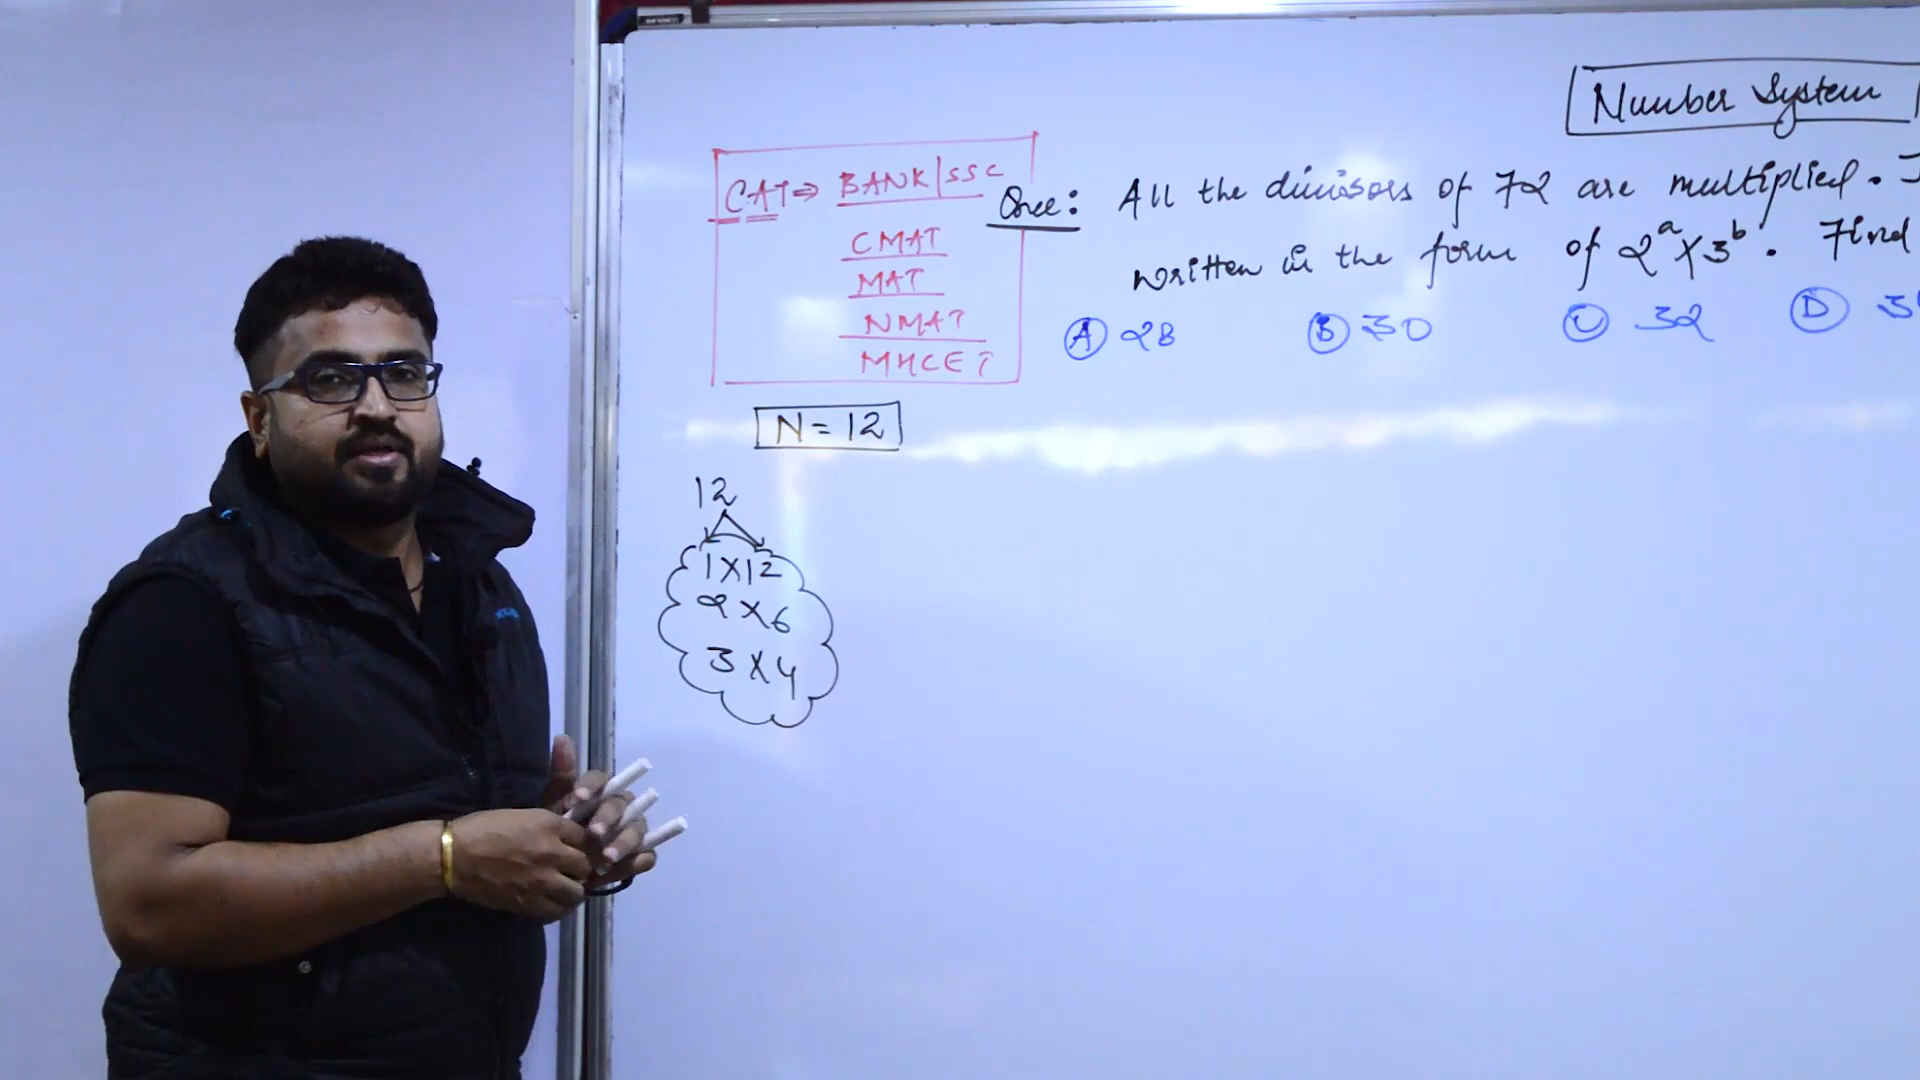 Number System
CAT ⇒ BANK|SSC
CMAT
MAT
NMAT
MHCET
Que: All the divisors of 72 are multiplied.
written in the form of 2^a X 3^b. Find
(A) 28 (B) 30 (C) 32 (D)
N = 12
12
1 X 12
2 X 6
3 X 4